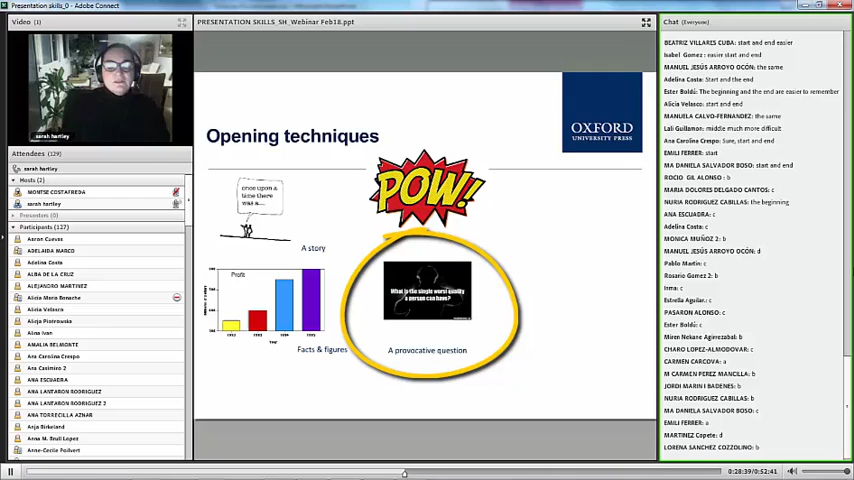 Presentation skills_0 - Adobe Connect
Video (1)
sarah hartley
Attendees (129)
sarah hartley
Hosts (2)
MONTSE COSTAFREDA
sarah hartley
Presenters (0)
Participants (127)
Aaron Cuevas
ADELAIDA MARCO
Adelina Costa
ALBA DE LA CRUZ
ALEJANDRO MARTINEZ
Alicia Maria Banache
Alicia Velasco
Alicja Piotrowska
Alina Ivan
AMALIA BELMONTE
Ana Carolina Crespo
Ana Casimiro 2
ANA ESCUADRA
ANA LANTARON RODRIGUEZ
ANA LANTARON RODRIGUEZ 2
ANA TORRECILLA AZNAR
Anja Birkeland
Anna M. Brull Lopez
Anne-Cecile Poilvert
PRESENTATION SKILLS_SH_Webinar Feb18.ppt
OXFORD
UNIVERSITY PRESS
Opening techniques
POW!
once upon a
time there
was a...
A story
Profit
Facts & figures
What is the single worst quality
a person can have?
A provocative question
Chat (Everyone)
BEATRIZ VILLARES CUBA: start and end easier
Isabel Gomez: easier start and end
MANUEL JESÚS ARROYO OCÓN: the same
Adelina Costa: Start and the end
Ester Boldú: The beginning and the end are easier to remember
Alicia Velasco: start and end
MANUELA CALVO-FERNANDEZ: the same
Lali Guillamon: middle much more difficult
Ana Carolina Crespo: Sure, start and end
EMILI FERRER: start
MA DANIELA SALVADOR BOSO: start and end
ROCIO GIL ALONSO: b
MARIA DOLORES DELGADO CANTOS: c
NURIA RODRIGUEZ CABILLAS: the beginning
ANA ESCUADRA: c
Adelina Costa: c
MONICA MUÑOZ 2: b
MANUEL JESÚS ARROYO OCÓN: d
Pablo Martin: c
Rosario Gomez 2: b
Irma: c
Estrella Aguilar: c
PASARON ALONSO: c
Ester Boldú: c
Miren Nekane Agirrezabal: b
CHARO LOPEZ-ALMODOVAR: c
CARMEN CARCOVA: a
M CARMEN PEREZ MANCILLA: b
JORDI MARIN I BADENES: b
NURIA RODRIGUEZ CABILLAS: b
MA DANIELA SALVADOR BOSO: c
EMILI FERRER: a
MARTINEZ Copete: d
LORENA SANCHEZ COZZOLINO: b
0:28:39/0:52:41